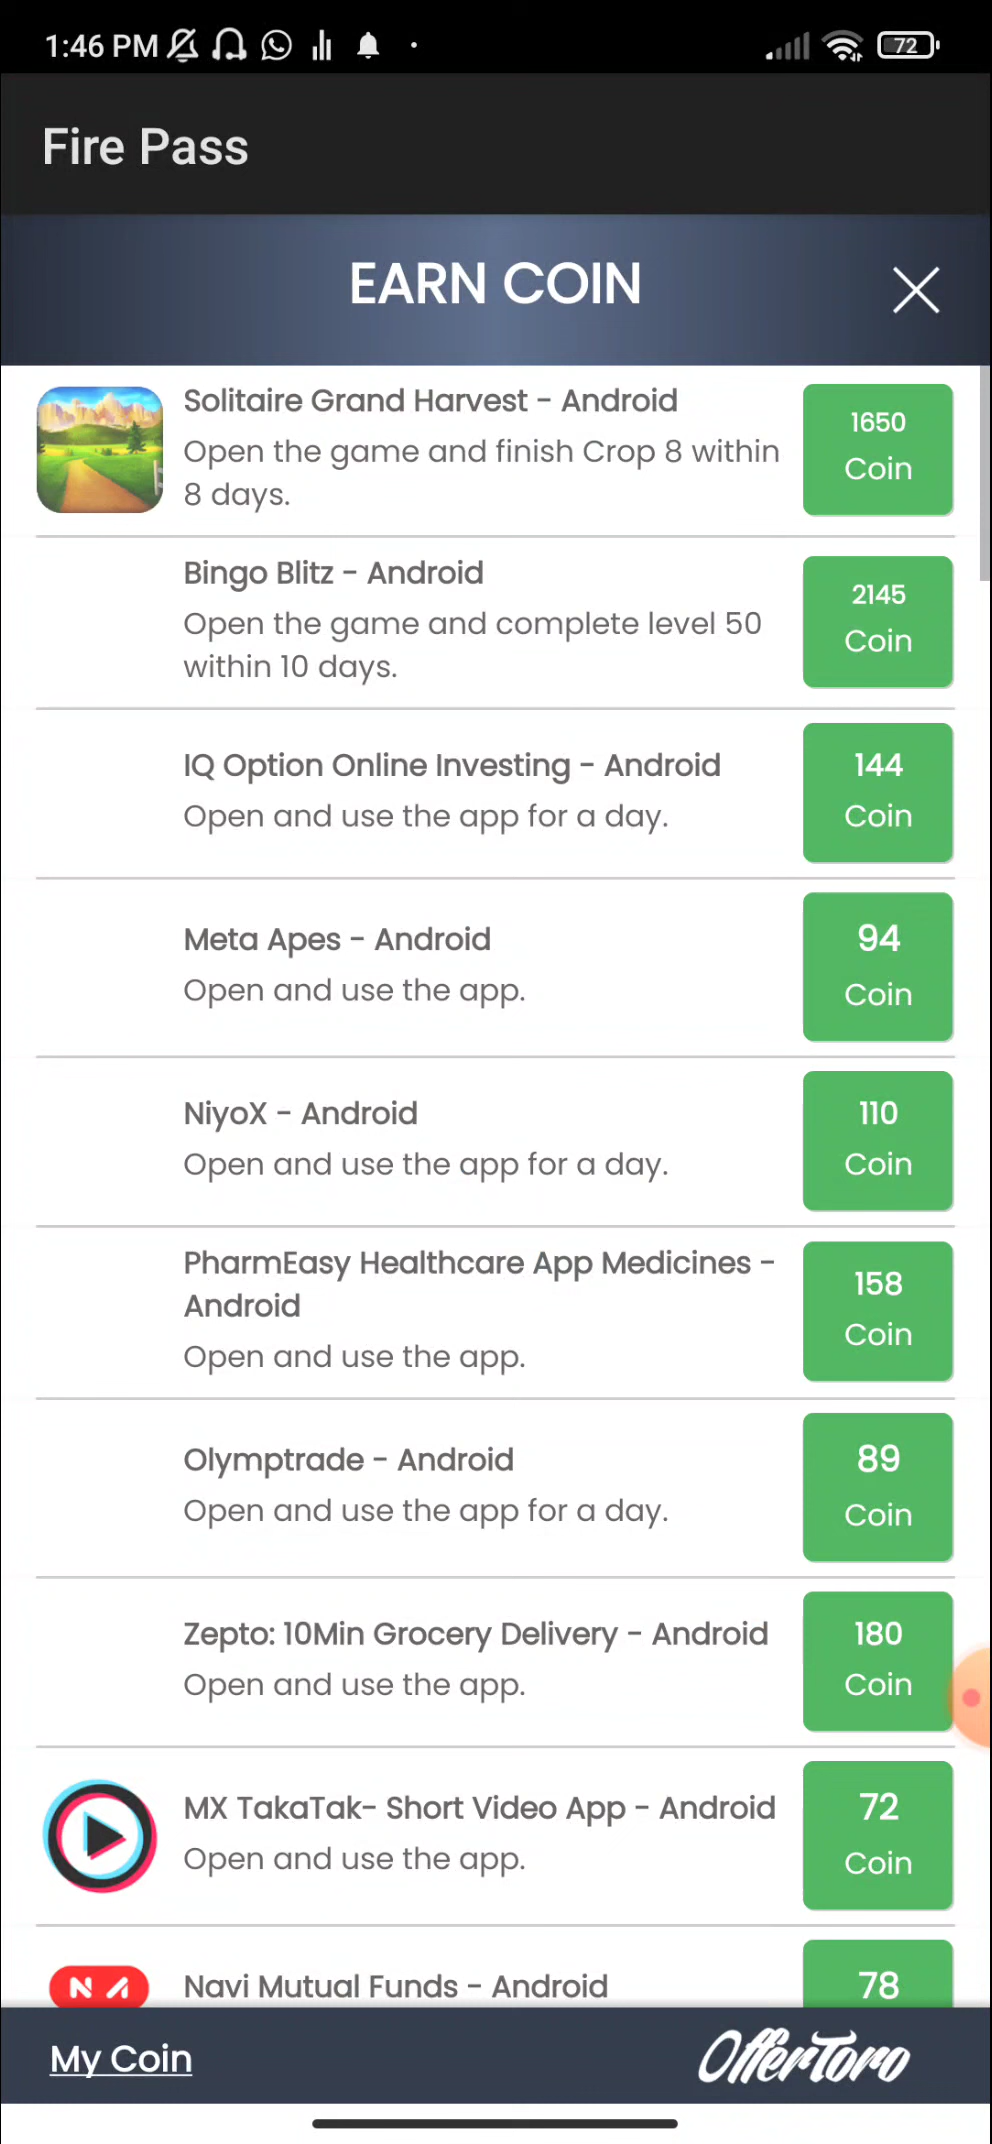 1:46 PM
72
Fire Pass
EARN COIN
Solitaire Grand Harvest - Android
Open the game and finish Crop 8 within
8 days.
1650
Coin
Bingo Blitz - Android
Open the game and complete level 50
within 10 days.
2145
Coin
IQ Option Online Investing - Android
Open and use the app for a day.
144
Coin
Meta Apes - Android
Open and use the app.
94
Coin
NiyoX - Android
Open and use the app for a day.
110
Coin
PharmEasy Healthcare App Medicines -
Android
Open and use the app.
158
Coin
Olymptrade - Android
Open and use the app for a day.
89
Coin
Zepto: 10Min Grocery Delivery - Android
Open and use the app.
180
Coin
MX TakaTak- Short Video App - Android
Open and use the app.
72
Coin
Navi Mutual Funds - Android
78
My Coin
OfferToro